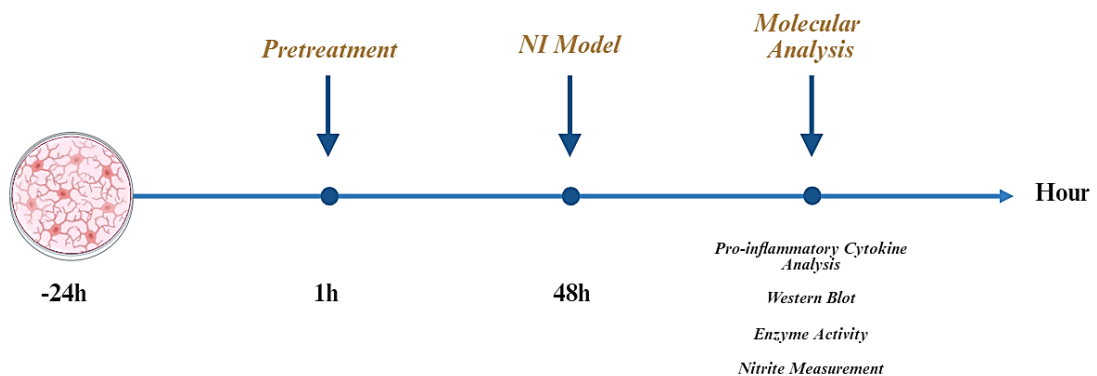 Pretreatment
NI Model
Molecular
Analysis
Hour
-24h
1h
48h
Pro-inflammatory Cytokine
Analysis
Western Blot
Enzyme Activity
Nitrite Measurement